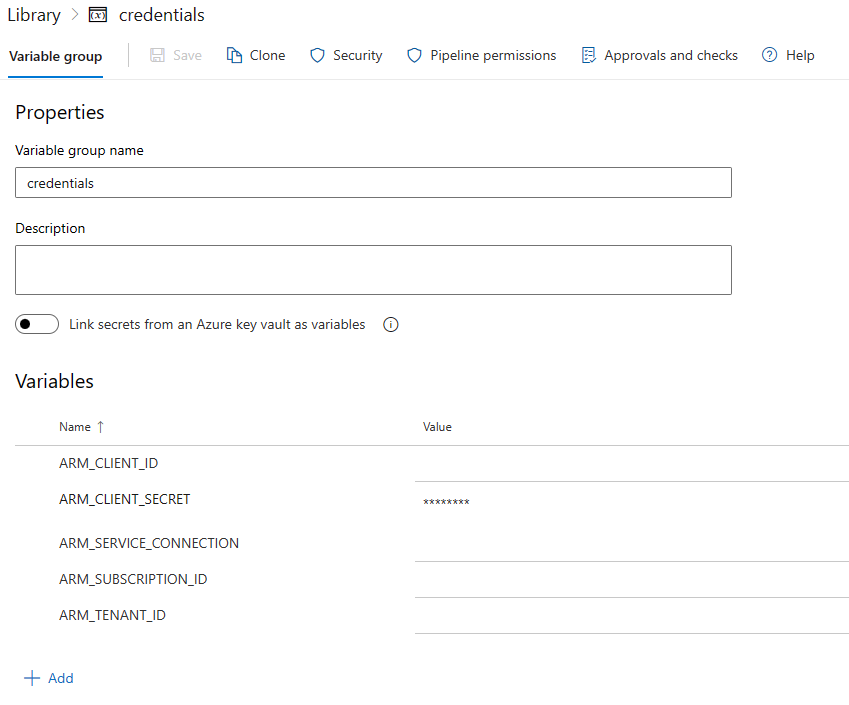 Library > (x) credentials
Variable group Save Clone Security Pipeline permissions Approvals and checks ? Help
Properties
Variable group name
credentials
Description
Link secrets from an Azure key vault as variables i
Variables
Name ↑ Value
ARM_CLIENT_ID
ARM_CLIENT_SECRET ********
ARM_SERVICE_CONNECTION
ARM_SUBSCRIPTION_ID
ARM_TENANT_ID
+ Add